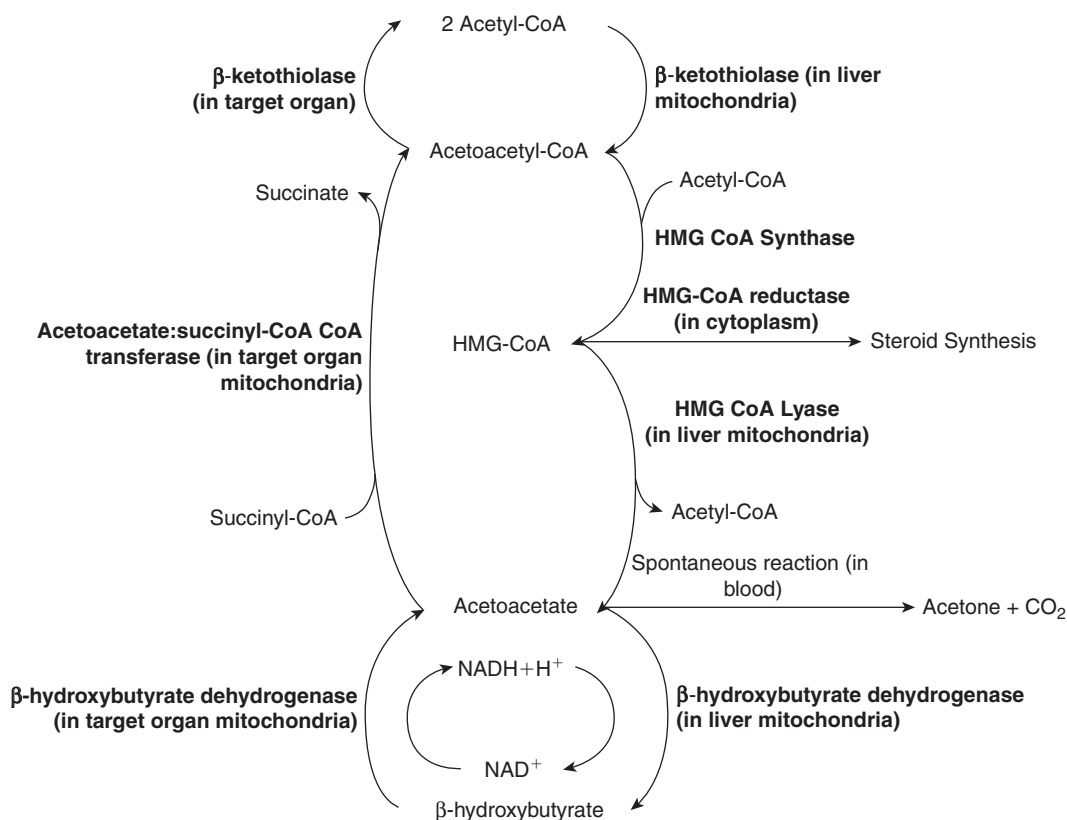 2 Acetyl-CoA
β-ketothiolase
(in target organ)
β-ketothiolase (in liver
mitochondria)
Acetoacetyl-CoA
Succinate
Acetyl-CoA
HMG CoA Synthase
HMG-CoA reductase
(in cytoplasm)
Acetoacetate:succinyl-CoA CoA
transferase (in target organ
mitochondria)
HMG-CoA
Steroid Synthesis
HMG CoA Lyase
(in liver mitochondria)
Succinyl-CoA
Acetyl-CoA
Spontaneous reaction (in
blood)
Acetoacetate
Acetone + CO₂
NADH+H⁺
β-hydroxybutyrate dehydrogenase
(in target organ mitochondria)
β-hydroxybutyrate dehydrogenase
(in liver mitochondria)
NAD⁺
β-hydroxybutyrate